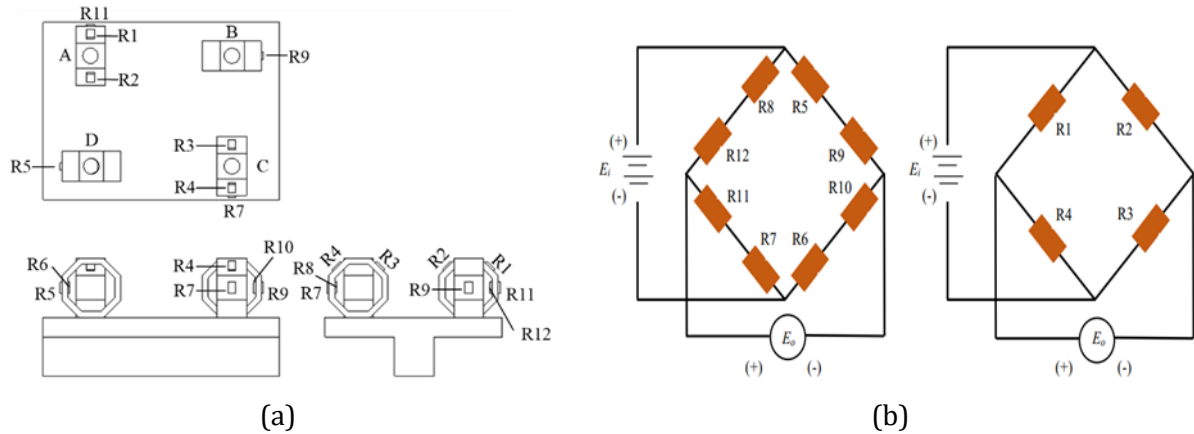 R11
R1
A
R2
B
R9
D
R5
R3
C
R4
R7
R6
R5
R4
R7
R10
R9
R8
R7
R4
R3
R2
R1
R9
R11
R12
(a)
(+)
Ei
(-)
R8
R5
R12
R9
R11
R10
R7
R6
Eo
(+)
(-)
(+)
Ei
(-)
R1
R2
R4
R3
Eo
(+)
(-)
(b)